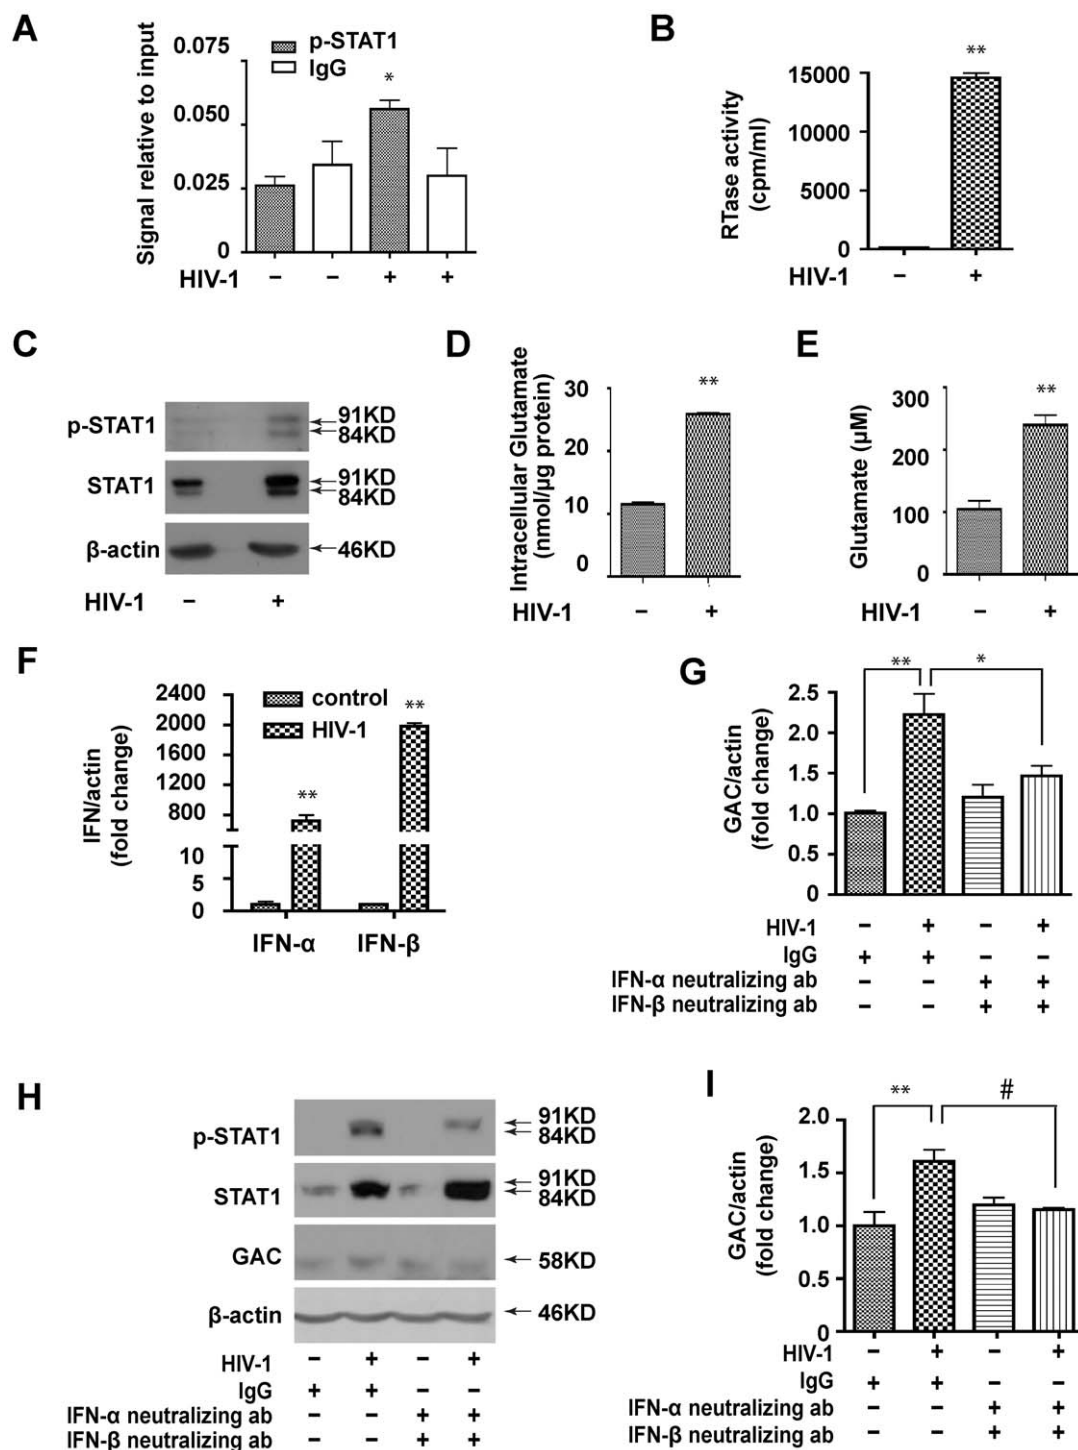 A
Signal relative to input
0.075
0.050
0.025
0
p-STAT1
IgG
*
HIV-1 − − + +
B
RTase activity
(cpm/ml)
15000
10000
5000
0
**
HIV-1 − +
C
p-STAT1
91KD
84KD
STAT1
91KD
84KD
β-actin
46KD
HIV-1 − +
D
Intracellular Glutamate
(nmol/µg protein)
30
20
10
0
**
HIV-1 − +
E
Glutamate (µM)
300
200
100
0
**
HIV-1 − +
F
IFN/actin
(fold change)
2400
2000
1600
1200
800
10
5
0
control
HIV-1
**
**
IFN-α IFN-β
G
GAC/actin
(fold change)
2.5
2.0
1.5
1.0
0.5
0
**
*
HIV-1 − + − +
IgG + + − −
IFN-α neutralizing ab − − + +
IFN-β neutralizing ab − − + +
H
p-STAT1
91KD
84KD
STAT1
91KD
84KD
GAC
58KD
β-actin
46KD
HIV-1 − + − +
IgG + + − −
IFN-α neutralizing ab − − + +
IFN-β neutralizing ab − − + +
I
GAC/actin
(fold change)
2.0
1.5
1.0
0.5
0
**
#
HIV-1 − + − +
IgG + + − −
IFN-α neutralizing ab − − + +
IFN-β neutralizing ab − − + +